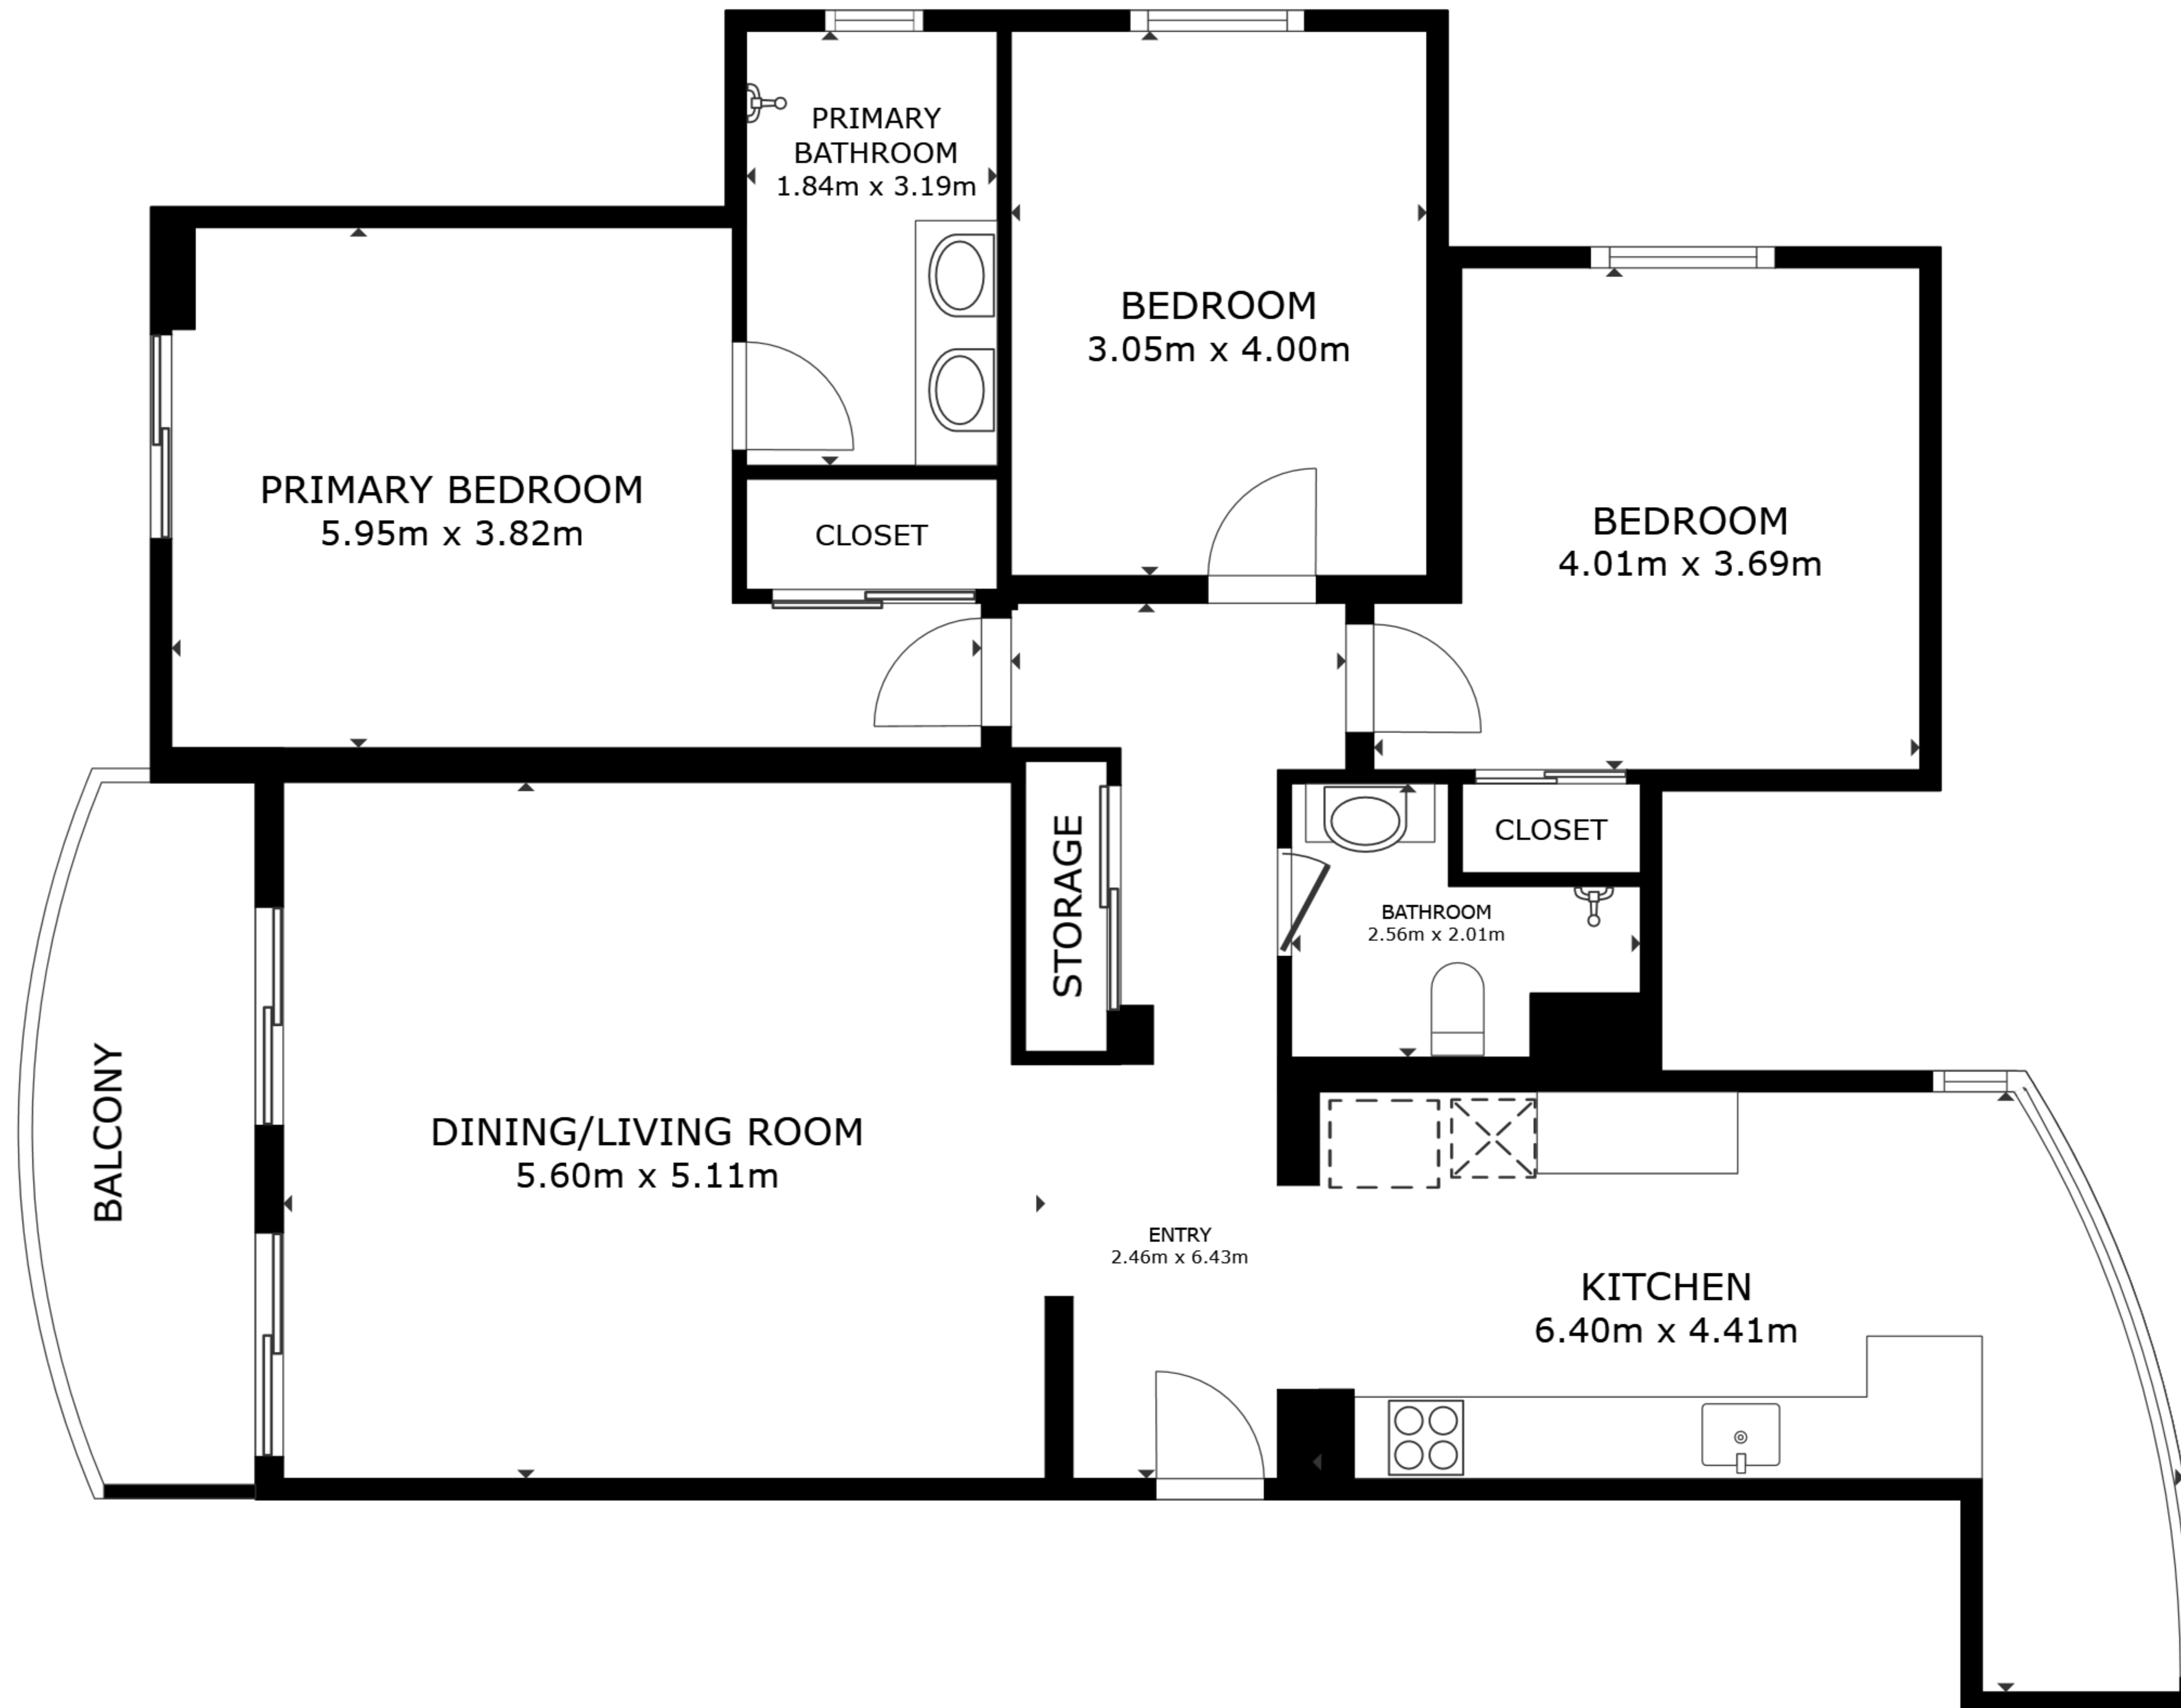 PRIMARY
BATHROOM
1.84m x 3.19m
BEDROOM
3.05m x 4.00m
PRIMARY BEDROOM
5.95m x 3.82m
CLOSET
BEDROOM
4.01m x 3.69m
STORAGE
CLOSET
BATHROOM
2.56m x 2.01m
BALCONY
DINING/LIVING ROOM
5.60m x 5.11m
ENTRY
2.46m x 6.43m
KITCHEN
6.40m x 4.41m